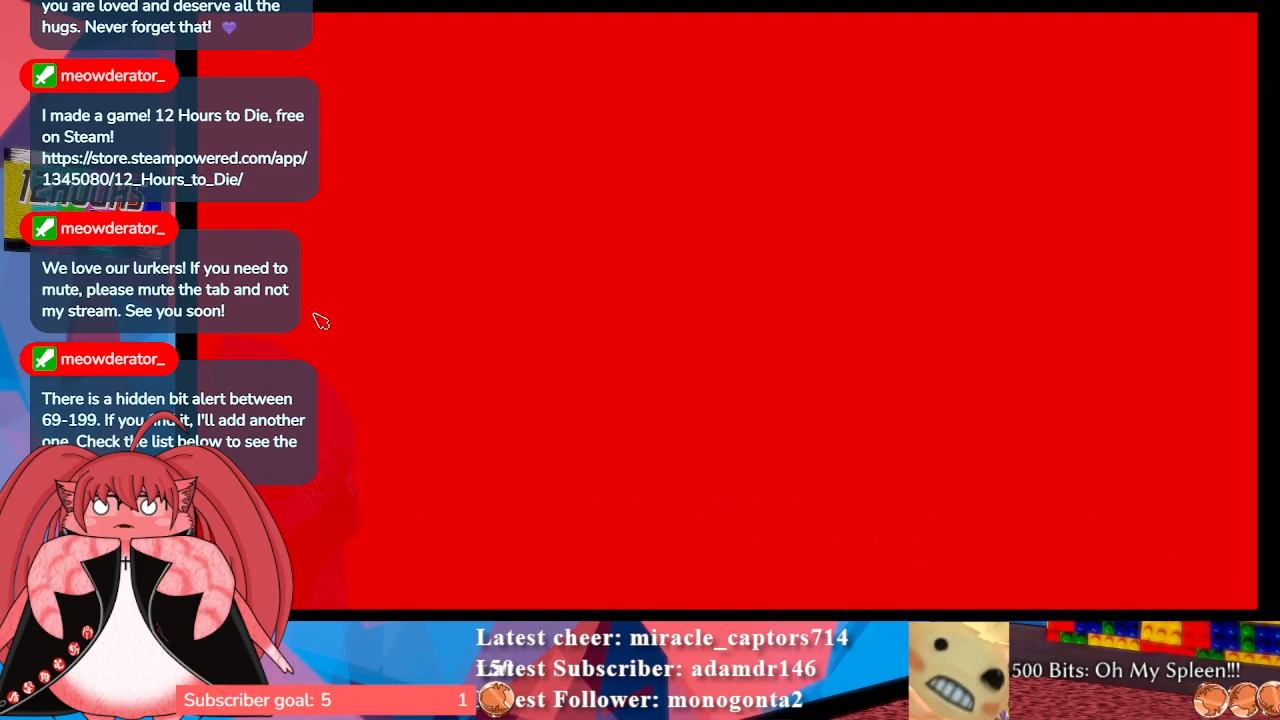 you are loved and deserve all the
hugs. Never forget that! 💜
meowderator_
I made a game! 12 Hours to Die, free
on Steam!
https://store.steampowered.com/app/
1345080/12_Hours_to_Die/
12 HOURS
meowderator_
We love our lurkers! If you need to
mute, please mute the tab and not
my stream. See you soon!
meowderator_
There is a hidden bit alert between
69-199. If you find it, I'll add another
one. Check the list below to see the
Latest cheer: miracle_captors714
Latest Subscriber: adamdr146
est Follower: monogonta2
500 Bits: Oh My Spleen!!!
Subscriber goal: 5
1